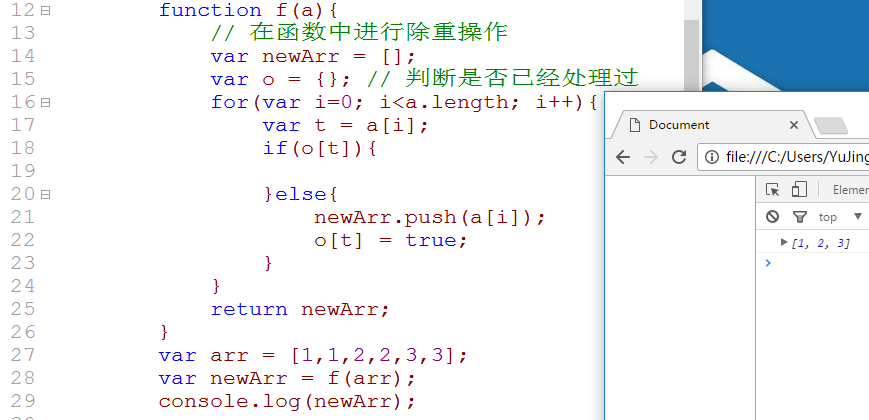 12 function f(a){
13 // 在函数中进行除重操作
14 var newArr = [];
15 var o = {}; // 判断是否已经处理过
16 for(var i=0; i<a.length; i++){
17 var t = a[i];
18 if(o[t]){
19
20 }else{
21 newArr.push(a[i]);
22 o[t] = true;
23 }
24 }
25 return newArr;
26 }
27 var arr = [1,1,2,2,3,3];
28 var newArr = f(arr);
29 console.log(newArr);
Document
file:///C:/Users/YuJing
Elemen
top
[1, 2, 3]